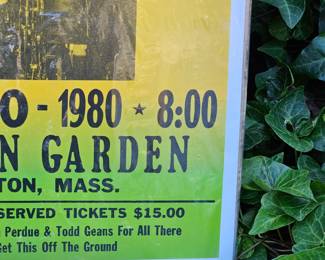 0 - 1980 ★ 8:00
N GARDEN
TON, MASS.
SERVED TICKETS $15.00
Perdue & Todd Geans For All There
Get This Off The Ground